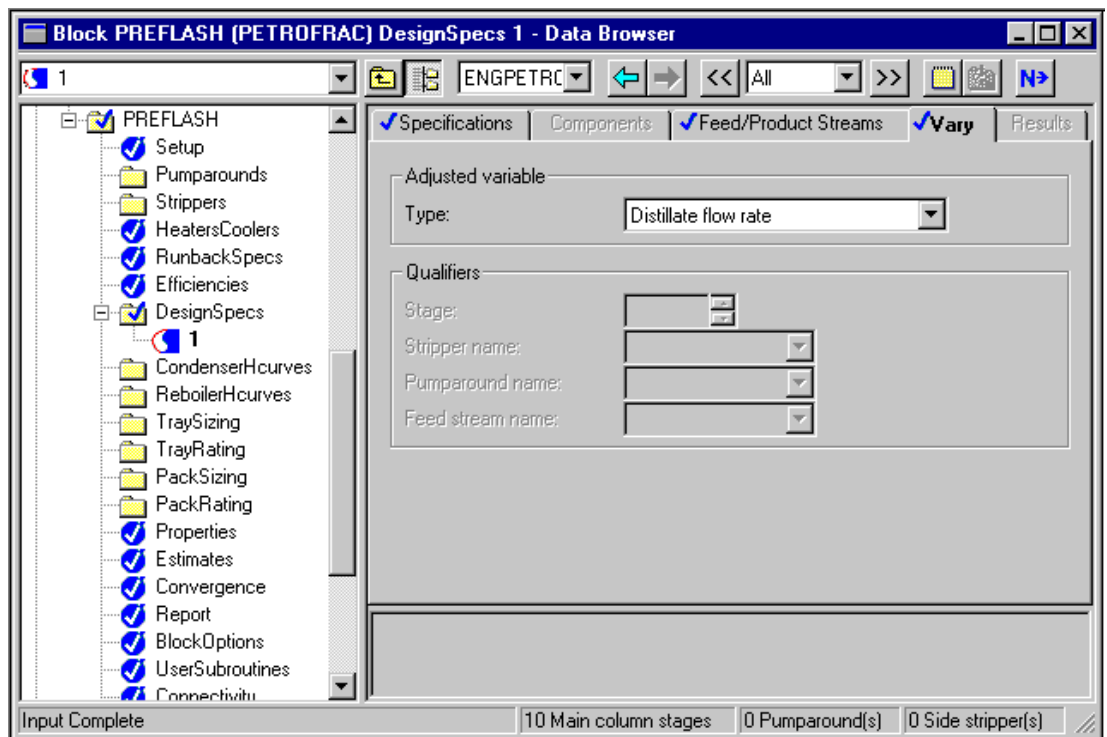 Block PREFLASH (PETROFRAC) DesignSpecs 1 - Data Browser
1
ENGPETRC
<<
All
>>
N
PREFLASH
Setup
Pumparounds
Strippers
HeatersCoolers
RunbackSpecs
Efficiencies
DesignSpecs
1
CondenserHcurves
ReboilerHcurves
TraySizing
TrayRating
PackSizing
PackRating
Properties
Estimates
Convergence
Report
BlockOptions
UserSubroutines
Connectivity
Specifications Components Feed/Product Streams Vary Results
Adjusted variable
Type: Distillate flow rate
Qualifiers
Stage:
Stripper name:
Pumparound name:
Feed stream name:
Input Complete 10 Main column stages 0 Pumparound(s) 0 Side stripper(s)